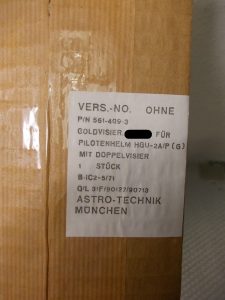 VERS.-NO. OHNE
P/N 561-409-3
GOLDVISIER FÜR
PILOTENHELM HGU-2A/P (G)
MIT DOPPELVISIER
1 STÜCK
B-IC2-5/71
Q/L 31F/90127/90713
ASTRO-TECHNIK
MÜNCHEN